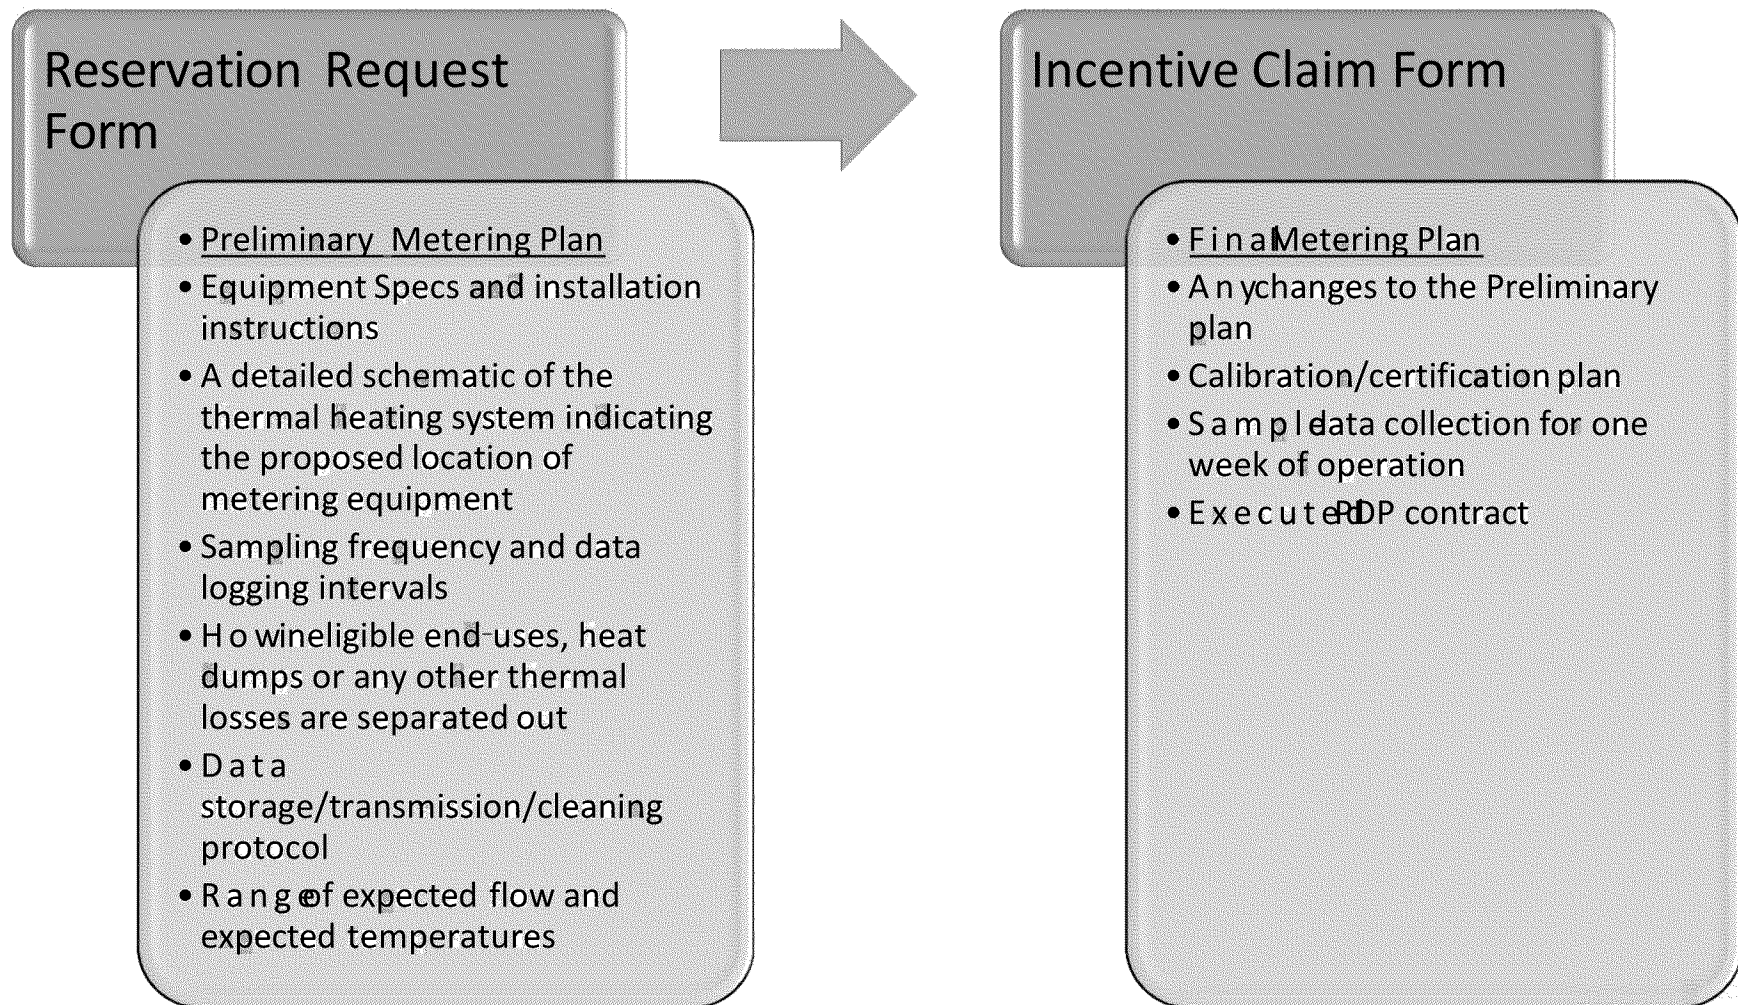 Reservation Request
Form
• Preliminary Metering Plan
• Equipment Specs and installation
instructions
• A detailed schematic of the
thermal heating system indicating
the proposed location of
metering equipment
• Sampling frequency and data
logging intervals
• How ineligible end-uses, heat
dumps or any other thermal
losses are separated out
• Data
storage/transmission/cleaning
protocol
• Range of expected flow and
expected temperatures
Incentive Claim Form
• Final Metering Plan
• Any changes to the Preliminary
plan
• Calibration/certification plan
• Sample data collection for one
week of operation
• Executed PDP contract